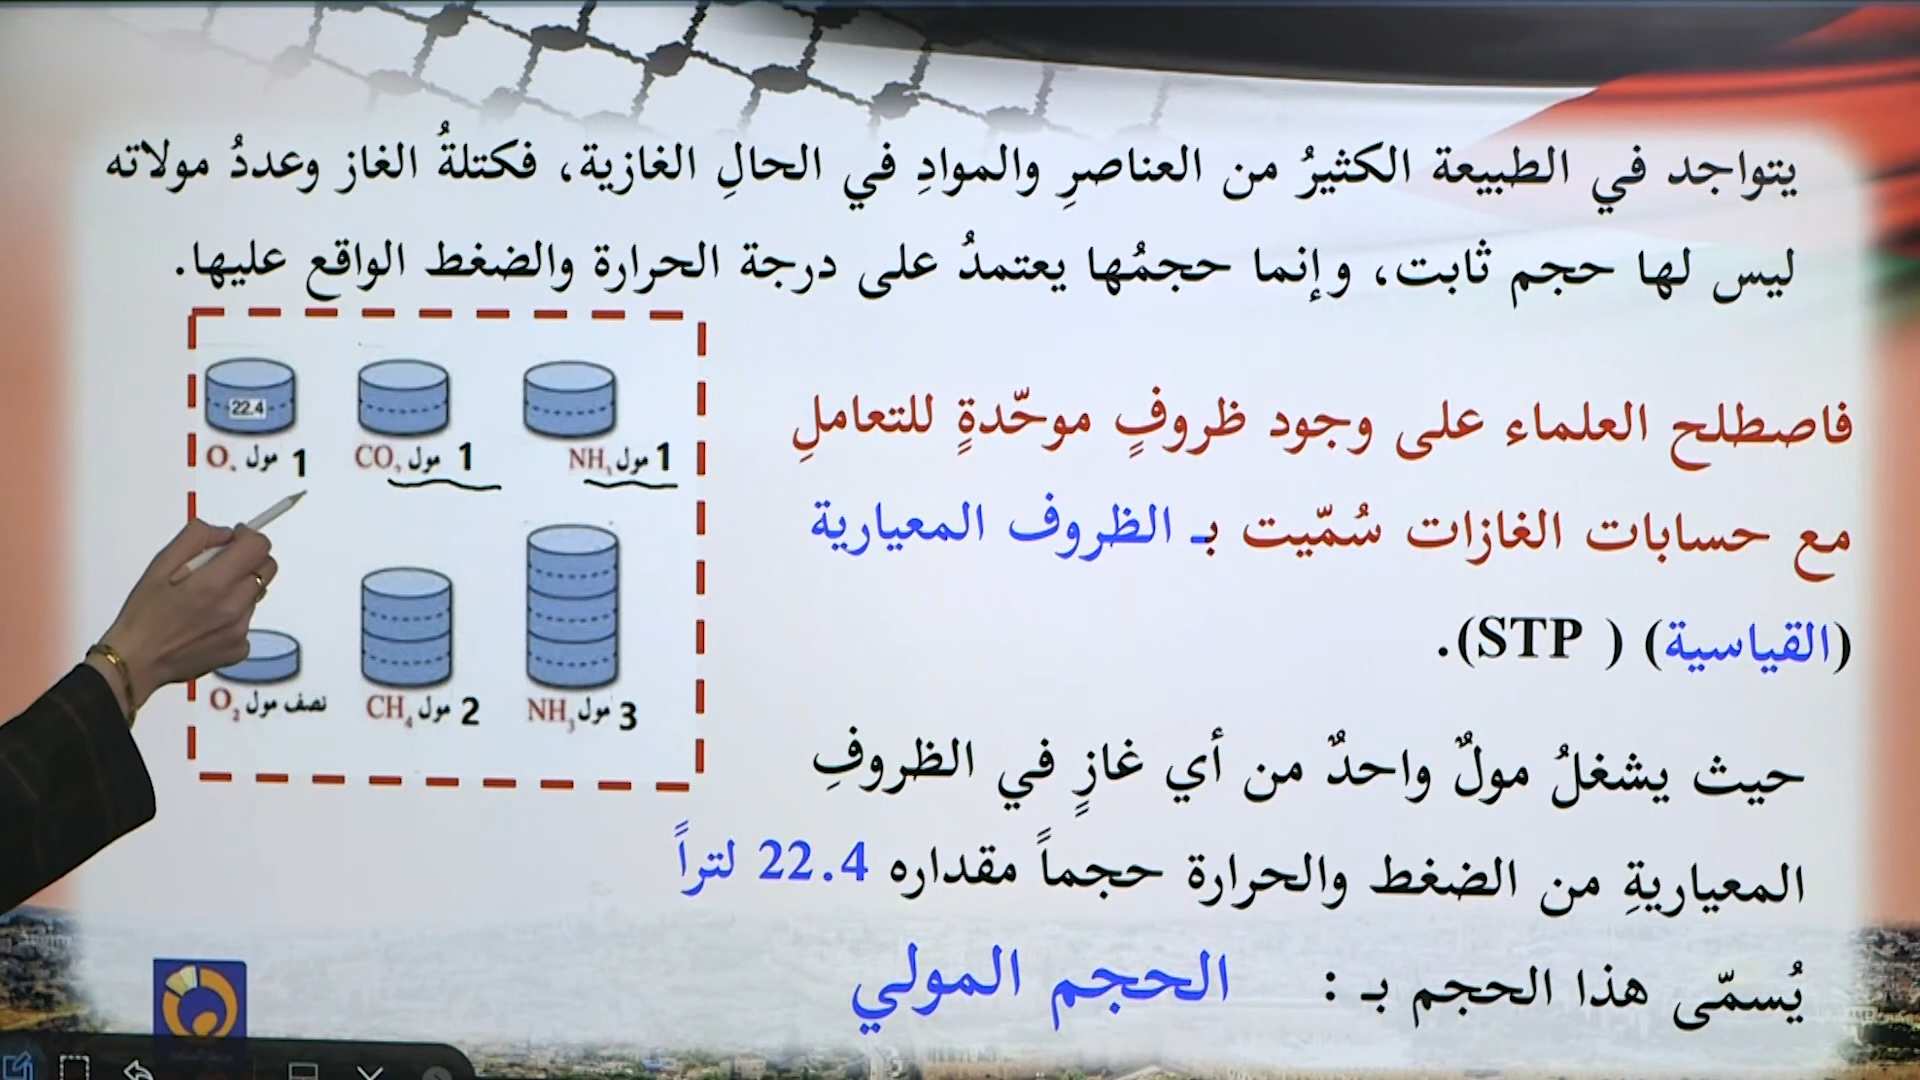 يتواجد في الطبيعة الكثيرُ من العناصرِ والموادِ في الحالِ الغازية، فكتلةُ الغاز وعددُ مولاته
ليس لها حجم ثابت، وإنما حجمُها يعتمدُ على درجة الحرارة والضغط الواقع عليها.
فاصطلح العلماء على وجود ظروفٍ موحّدةٍ للتعاملِ
مع حسابات الغازات سُمّيت بـ الظروف المعيارية
(القياسية) ( STP).
حيث يشغلُ مولٌ واحدٌ من أي غازٍ في الظروفِ
المعياريةِ من الضغط والحرارة حجماً مقداره 22.4 لتراً
يُسمّى هذا الحجم بـ : الحجم المولي
22.4
1 مول NH₃
1 مول CO₂
1 مول O₂
3 مول NH₃
2 مول CH₄
نصف مول O₂